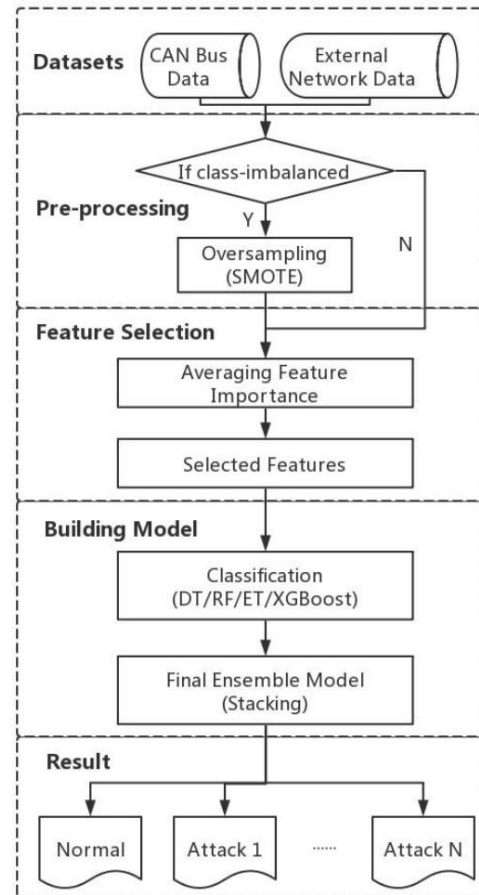 Datasets
CAN Bus
Data
External
Network Data
If class-imbalanced
Pre-processing
Y
N
Oversampling
(SMOTE)
Feature Selection
Averaging Feature
Importance
Selected Features
Building Model
Classification
(DT/RF/ET/XGBoost)
Final Ensemble Model
(Stacking)
Result
Normal
Attack 1
......
Attack N